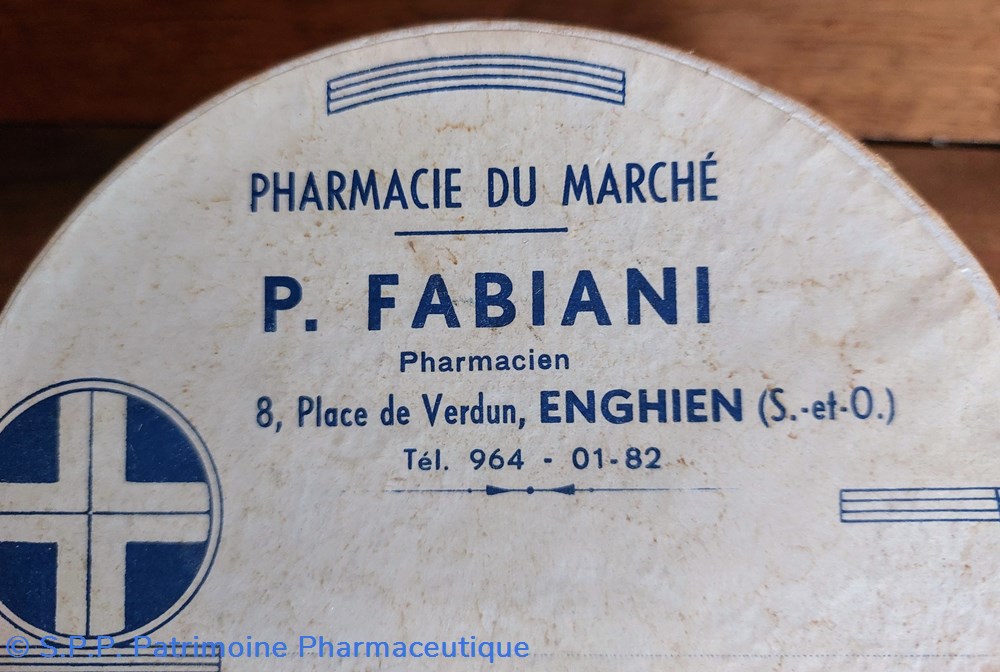 PHARMACIE DU MARCHÉ
P. FABIANI
Pharmacien
8, Place de Verdun, ENGHIEN (S.-et-O.)
Tél. 964 - 01-82
© S.P.P. Patrimoine Pharmaceutique